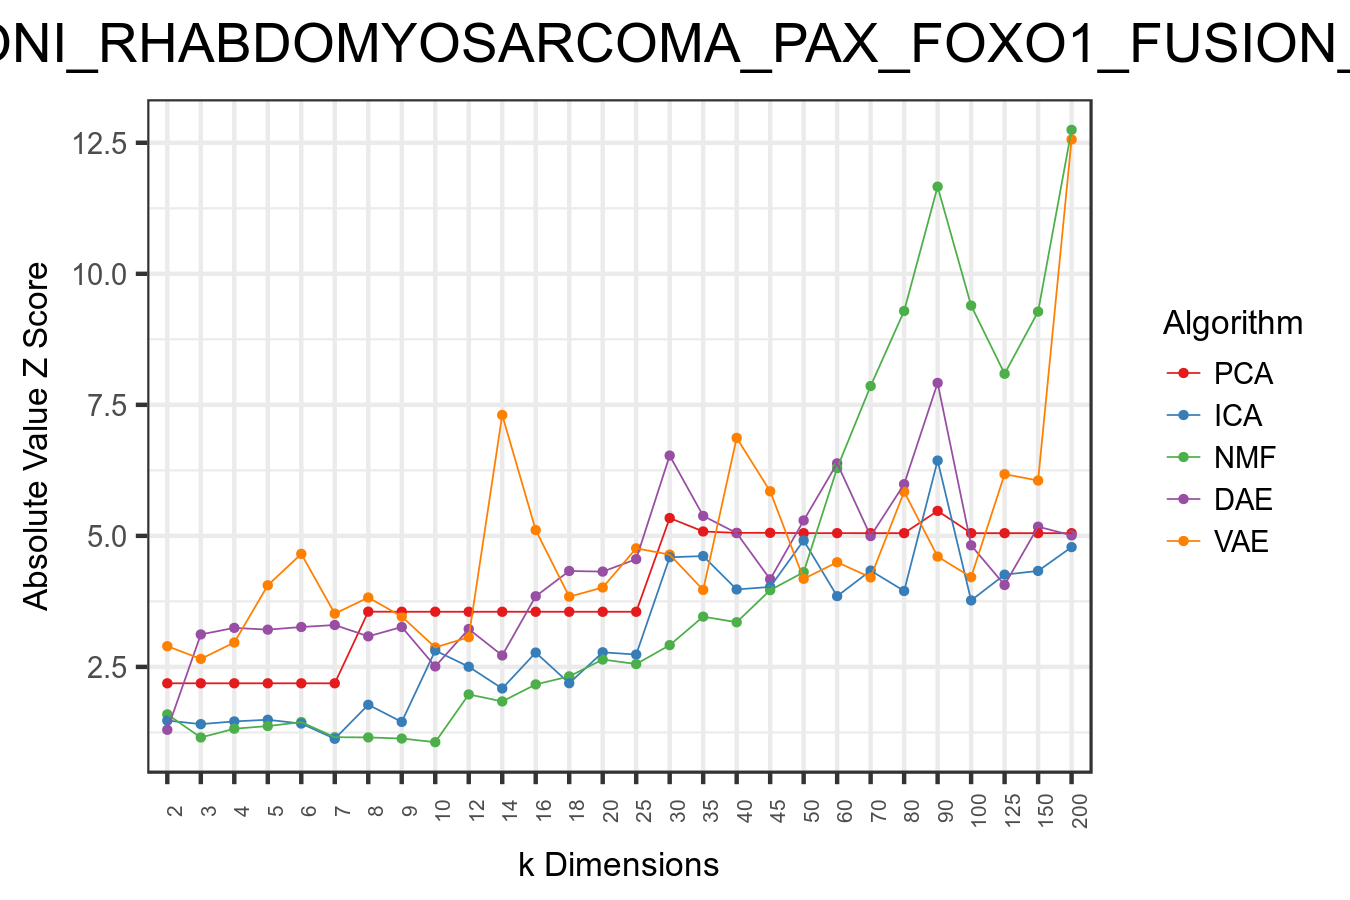 ONI_RHABDOMYOSARCOMA_PAX_FOXO1_FUSION_
12.5
10.0
7.5
5.0
2.5
Absolute Value Z Score
2 3 4 5 6 7 8 9 10 12 14 16 18 20 25 30 35 40 45 50 60 70 80 90 100 125 150 200
k Dimensions
Algorithm
PCA
ICA
NMF
DAE
VAE